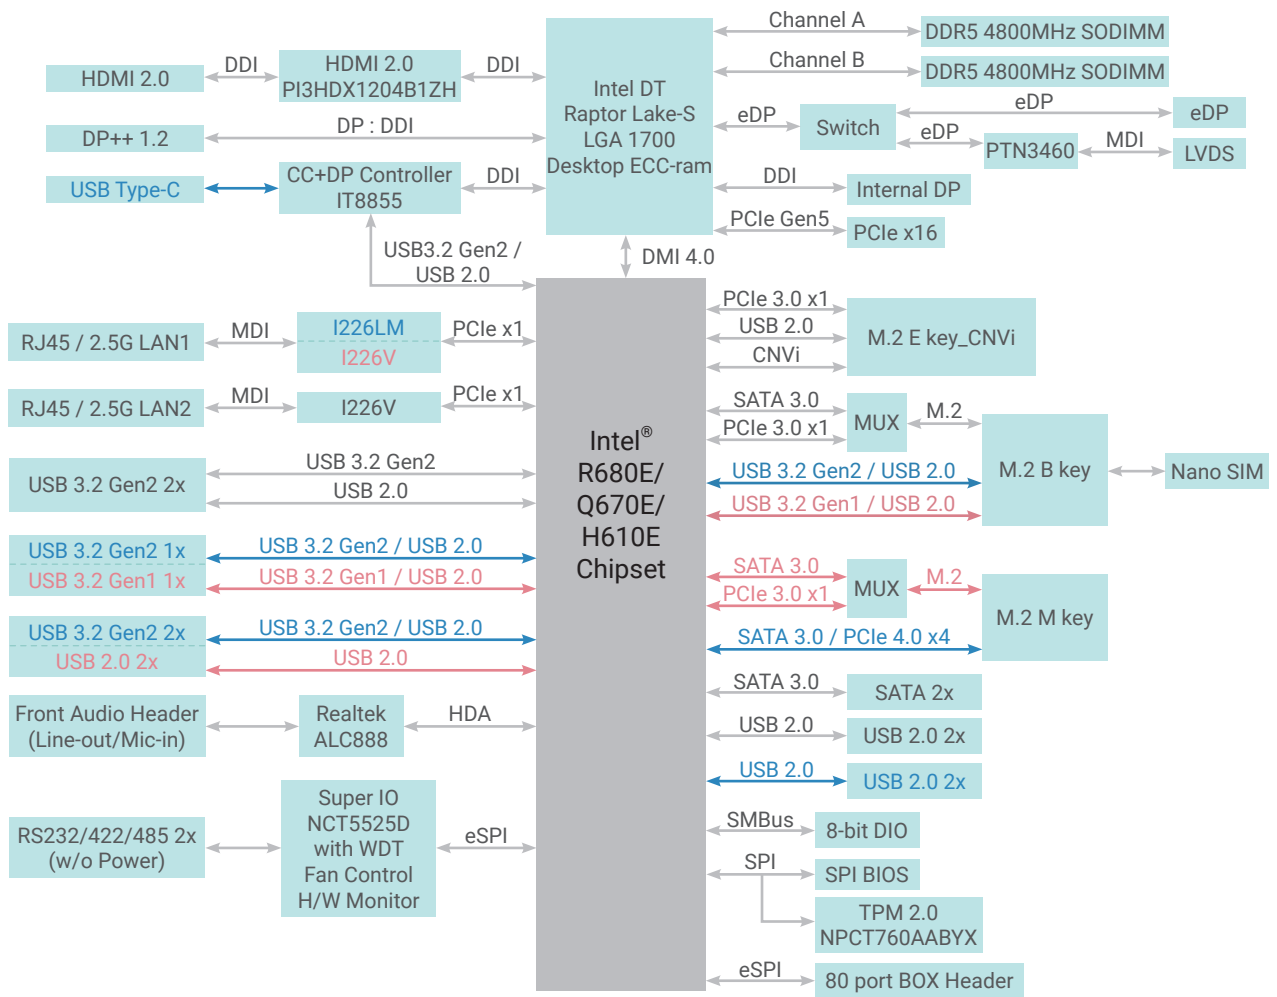 HDMI 2.0
DDI
HDMI 2.0
PI3HDX1204B1ZH
DDI
DP++ 1.2
DP : DDI
USB Type-C
CC+DP Controller
IT8855
DDI
USB3.2 Gen2 /
USB 2.0
Intel DT
Raptor Lake-S
LGA 1700
Desktop ECC-ram
Channel A
DDR5 4800MHz SODIMM
Channel B
DDR5 4800MHz SODIMM
eDP
Switch
eDP
eDP
eDP
PTN3460
MDI
LVDS
DDI
Internal DP
PCIe Gen5
PCIe x16
DMI 4.0
RJ45 / 2.5G LAN1
MDI
I226LM
I226V
PCIe x1
RJ45 / 2.5G LAN2
MDI
I226V
PCIe x1
USB 3.2 Gen2 2x
USB 3.2 Gen2
USB 2.0
USB 3.2 Gen2 1x
USB 3.2 Gen1 1x
USB 3.2 Gen2 / USB 2.0
USB 3.2 Gen1 / USB 2.0
USB 3.2 Gen2 2x
USB 2.0 2x
USB 3.2 Gen2 / USB 2.0
USB 2.0
Front Audio Header
(Line-out/Mic-in)
Realtek
ALC888
HDA
RS232/422/485 2x
(w/o Power)
Super IO
NCT5525D
with WDT
Fan Control
H/W Monitor
eSPI
Intel®
R680E/
Q670E/
H610E
Chipset
PCIe 3.0 x1
USB 2.0
CNVi
M.2 E key_CNVi
SATA 3.0
PCIe 3.0 x1
MUX
M.2
USB 3.2 Gen2 / USB 2.0
USB 3.2 Gen1 / USB 2.0
M.2 B key
Nano SIM
SATA 3.0
PCIe 3.0 x1
MUX
M.2
SATA 3.0 / PCIe 4.0 x4
M.2 M key
SATA 3.0
SATA 2x
USB 2.0
USB 2.0 2x
USB 2.0
USB 2.0 2x
SMBus
8-bit DIO
SPI
SPI BIOS
TPM 2.0
NPCT760AABYX
eSPI
80 port BOX Header